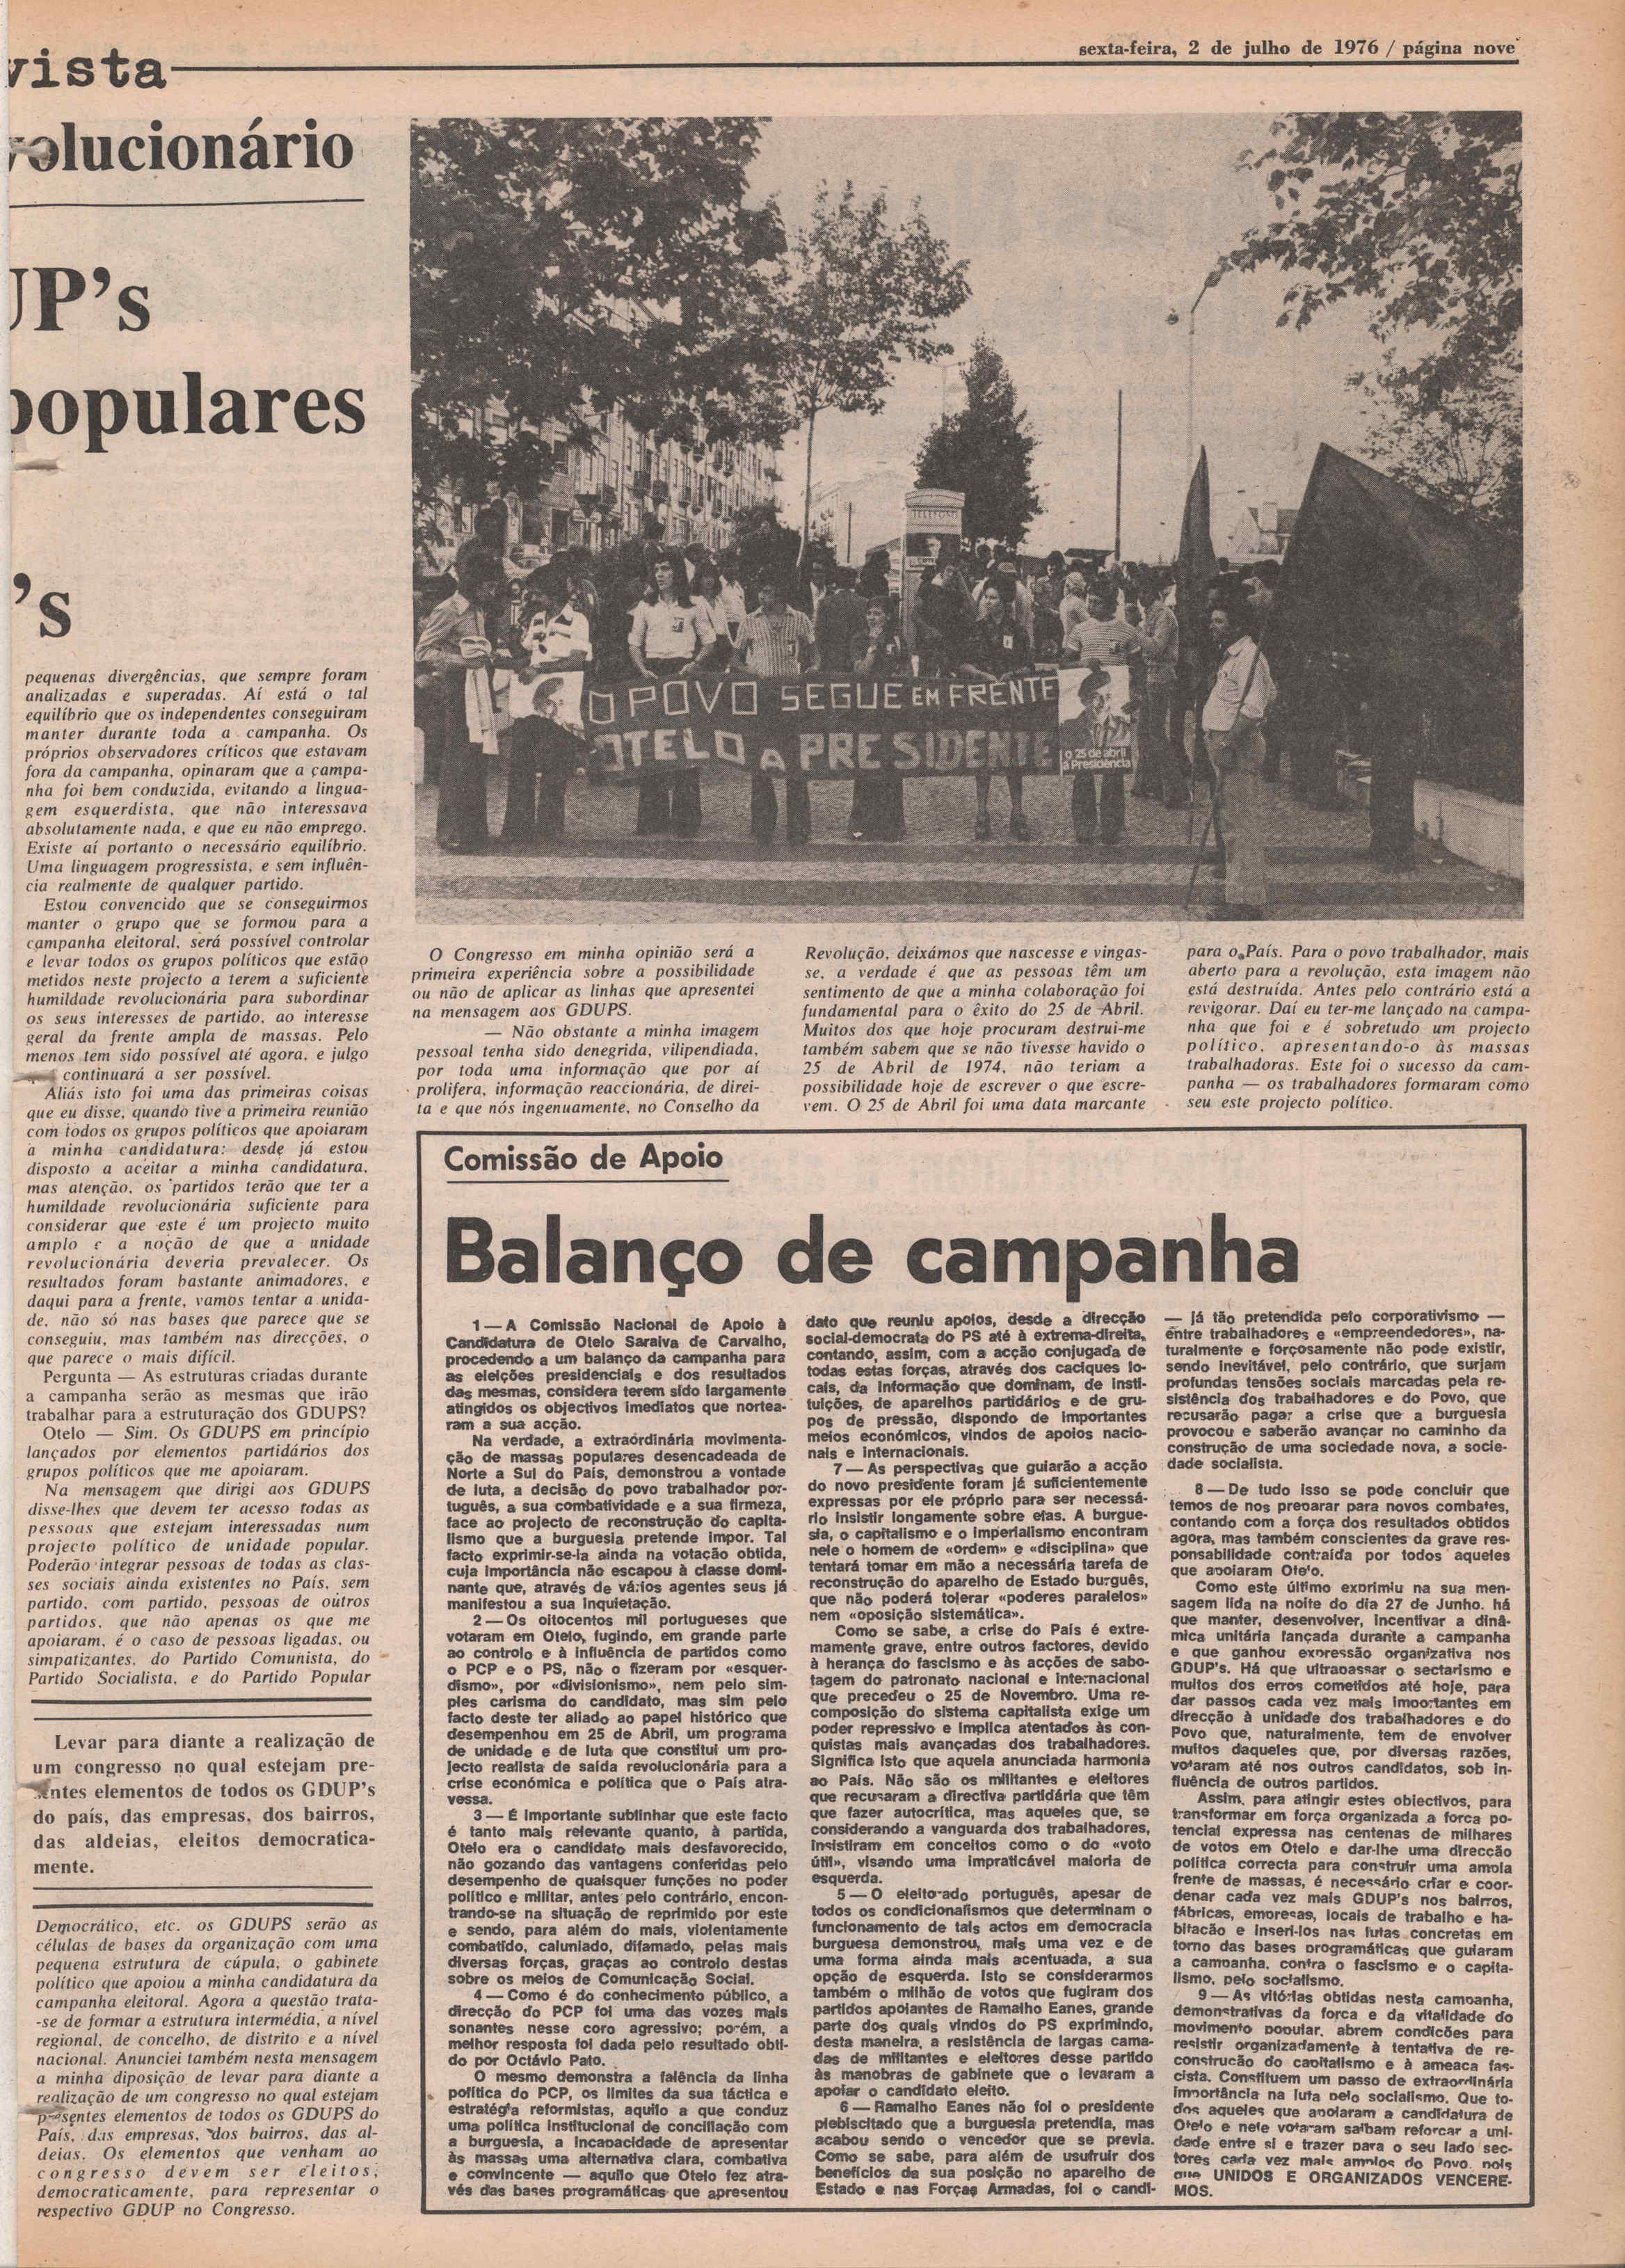 vista
sexta-feira, 2 de julho de 1976 / página nove
volucionário
UP's
populares
's
pequenas divergências, que sempre foram
analizadas e superadas. Aí está o tal
equilíbrio que os independentes conseguiram
manter durante toda a campanha. Os
próprios observadores críticos que estavam
fora da campanha, opinaram que a campa-
nha foi bem conduzida, evitando a lingua-
gem esquerdista, que não interessava
absolutamente nada, e que eu não emprego.
Existe aí portanto o necessário equilíbrio.
Uma linguagem progressista, e sem influên-
cia realmente de qualquer partido.
Estou convencido que se conseguirmos
manter o grupo que se formou para a
campanha eleitoral, será possível controlar
e levar todos os grupos políticos que estão
metidos neste projecto a terem a suficiente
humildade revolucionária para subordinar
os seus interesses de partido, ao interesse
geral da frente ampla de massas. Pelo
menos tem sido possível até agora, e julgo
continuará a ser possível.
Aliás isto foi uma das primeiras coisas
que eu disse, quando tive a primeira reunião
com todos os grupos políticos que apoiaram
a minha candidatura: desde já estou
disposto a aceitar a minha candidatura,
mas atenção, os partidos terão que ter a
humildade revolucionária suficiente para
considerar que este é um projecto muito
amplo e a noção de que a unidade
revolucionária deveria prevalecer. Os
resultados foram bastante animadores, e
daqui para a frente, vamos tentar a unida-
de, não só nas bases que parece que se
conseguiu, mas também nas direcções, o
que parece o mais difícil.
Pergunta — As estruturas criadas durante
a campanha serão as mesmas que irão
trabalhar para a estruturação dos GDUPS?
Otelo — Sim. Os GDUPS em princípio
lançados por elementos partidários dos
grupos políticos que me apoiaram.
Na mensagem que dirigi aos GDUPS
disse-lhes que devem ter acesso todas as
pessoas que estejam interessadas num
projecto político de unidade popular.
Poderão integrar pessoas de todas as clas-
ses sociais ainda existentes no País, sem
partido, com partido, pessoas de outros
partidos, que não apenas os que me
apoiaram, é o caso de pessoas ligadas, ou
simpatizantes, do Partido Comunista, do
Partido Socialista, e do Partido Popular
Levar para diante a realização de
um congresso no qual estejam pre-
sentes elementos de todos os GDUP's
do país, das empresas, dos bairros,
das aldeias, eleitos democratica-
mente.
Democrático, etc. os GDUPS serão as
células de bases da organização com uma
pequena estrutura de cúpula, o gabinete
político que apoiou a minha candidatura da
campanha eleitoral. Agora a questão trata-
-se de formar a estrutura intermédia, a nível
regional, de concelho, de distrito e a nível
nacional. Anunciei também nesta mensagem
a minha diposição de levar para diante a
realização de um congresso no qual estejam
presentes elementos de todos os GDUPS do
País, das empresas, dos bairros, das al-
deias. Os elementos que venham ao
congresso devem ser eleitos,
democraticamente, para representar o
respectivo GDUP no Congresso.
TELEFONE
O POVO SEGUE EM FRENTE
OTELO A PRESIDENTE
o 25 de abril
à Presidência
O Congresso em minha opinião será a
primeira experiência sobre a possibilidade
ou não de aplicar as linhas que apresentei
na mensagem aos GDUPS.
— Não obstante a minha imagem
pessoal tenha sido denegrida, vilipendiada,
por toda uma informação que por aí
prolifera, informação reaccionária, de direi-
ta e que nós ingenuamente, no Conselho da
Revolução, deixámos que nascesse e vingas-
se, a verdade é que as pessoas têm um
sentimento de que a minha colaboração foi
fundamental para o êxito do 25 de Abril.
Muitos dos que hoje procuram destrui-me
também sabem que se não tivesse havido o
25 de Abril de 1974, não teriam a
possibilidade hoje de escrever o que escre-
vem. O 25 de Abril foi uma data marcante
para o País. Para o povo trabalhador, mais
aberto para a revolução, esta imagem não
está destruída. Antes pelo contrário está a
revigorar. Daí eu ter-me lançado na campa-
nha que foi e é sobretudo um projecto
político, apresentando-o às massas
trabalhadoras. Este foi o sucesso da cam-
panha — os trabalhadores formaram como
seu este projecto político.
Comissão de Apoio
Balanço de campanha
1 — A Comissão Nacional de Apoio à
Candidatura de Otelo Saraiva de Carvalho,
procedendo a um balanço da campanha para
as eleições presidenciais e dos resultados
das mesmas, considera terem sido largamente
atingidos os objectivos imediatos que nortea-
ram a sua acção.
Na verdade, a extraordinária movimenta-
ção de massas populares desencadeada de
Norte a Sul do País, demonstrou a vontade
de luta, a decisão do povo trabalhador por-
tuguês, a sua combatividade e a sua firmeza,
face ao projecto de reconstrução do capita-
lismo que a burguesia pretende impor. Tal
facto exprimir-se-ia ainda na votação obtida,
cuja importância não escapou à classe domi-
nante que, através de vários agentes seus já
manifestou a sua inquietação.
2 — Os oitocentos mil portugueses que
votaram em Otelo, fugindo, em grande parte
ao controlo e à influência de partidos como
o PCP e o PS, não o fizeram por «esquer-
dismo», por «divisionismo», nem pelo sim-
ples carisma do candidato, mas sim pelo
facto deste ter aliado ao papel histórico que
desempenhou em 25 de Abril, um programa
de unidade e de luta que constitui um pro-
jecto realista de saída revolucionária para a
crise económica e política que o País atra-
vessa.
3 — É importante sublinhar que este facto
é tanto mais relevante quanto, à partida,
Otelo era o candidato mais desfavorecido,
não gozando das vantagens conferidas pelo
desempenho de quaisquer funções no poder
político e militar, antes pelo contrário, encon-
trando-se na situação de reprimido por este
e sendo, para além do mais, violentamente
combatido, caluniado, difamado, pelas mais
diversas forças, graças ao controlo destas
sobre os meios de Comunicação Social.
4 — Como é do conhecimento público, a
direcção do PCP foi uma das vozes mais
sonantes nesse coro agressivo; porém, a
melhor resposta foi dada pelo resultado obti-
do por Octávio Pato.
O mesmo demonstra a falência da linha
política do PCP, os limites da sua táctica e
estratégia reformistas, aquilo a que conduz
uma política institucional de conciliação com
a burguesia, a incapacidade de apresentar
às massas uma alternativa clara, combativa
e convincente — aquilo que Otelo fez atra-
vés das bases programáticas que apresentou
dato que reuniu apoios, desde a direcção
social-democrata do PS até à extrema-direita,
contando, assim, com a acção conjugada de
todas estas forças, através dos caciques lo-
cais, da informação que dominam, de insti-
tuições, de aparelhos partidários e de gru-
pos de pressão, dispondo de importantes
meios económicos, vindos de apoios nacio-
nais e internacionais.
7 — As perspectivas que guiarão a acção
do novo presidente foram já suficientemente
expressas por ele próprio para ser necessá-
rio insistir longamente sobre elas. A burgue-
sia, o capitalismo e o imperialismo encontram
nele o homem de «ordem» e «disciplina» que
tentará tomar em mão a necessária tarefa de
reconstrução do aparelho de Estado burguês,
que não poderá tolerar «poderes paralelos»
nem «oposição sistemática».
Como se sabe, a crise do País é extre-
mamente grave, entre outros factores, devido
à herança do fascismo e às acções de sabo-
tagem do patronato nacional e internacional
que precedeu o 25 de Novembro. Uma re-
composição do sistema capitalista exige um
poder repressivo e implica atentados às con-
quistas mais avançadas dos trabalhadores.
Significa isto que aquela anunciada harmonia
ao País. Não são os militantes e eleitores
que recusaram a directiva partidária que têm
que fazer autocrítica, mas aqueles que, se
considerando a vanguarda dos trabalhadores,
insistiram em conceitos como o do «voto
útil», visando uma impraticável maioria de
esquerda.
5 — O eleitorado português, apesar de
todos os condicionalismos que determinam o
funcionamento de tais actos em democracia
burguesa demonstrou, mais uma vez e de
uma forma ainda mais acentuada, a sua
opção de esquerda. Isto se considerarmos
também o milhão de votos que fugiram dos
partidos apoiantes de Ramalho Eanes, grande
parte dos quais vindos do PS exprimindo,
desta maneira, a resistência de largas cama-
das de militantes e eleitores desse partido
às manobras de gabinete que o levaram a
apoiar o candidato eleito.
6 — Ramalho Eanes não foi o presidente
plebiscitado que a burguesia pretendia, mas
acabou sendo o vencedor que se previa.
Como se sabe, para além de usufruir dos
benefícios da sua posição no aparelho de
Estado e nas Forças Armadas, foi o candi-
— já tão pretendida pelo corporativismo —
entre trabalhadores e «empreendedores», na-
turalmente e forçosamente não pode existir,
sendo inevitável, pelo contrário, que surjam
profundas tensões sociais marcadas pela re-
sistência dos trabalhadores e do Povo, que
recusarão pagar a crise que a burguesia
provocou e saberão avançar no caminho da
construção de uma sociedade nova, a socie-
dade socialista.
8 — De tudo isso se pode concluir que
temos de nos preparar para novos combates,
contando com a força dos resultados obtidos
agora, mas também conscientes da grave res-
ponsabilidade contraída por todos aqueles
que apoiaram Otelo.
Como este último exprimiu na sua men-
sagem lida na noite do dia 27 de Junho, há
que manter, desenvolver, incentivar a dinâ-
mica unitária lançada durante a campanha
e que ganhou expressão organizativa nos
GDUP's. Há que ultrapassar o sectarismo e
muitos dos erros cometidos até hoje, para
dar passos cada vez mais importantes em
direcção à unidade dos trabalhadores e do
Povo que, naturalmente, tem de envolver
muitos daqueles que, por diversas razões,
votaram até nos outros candidatos, sob in-
fluência de outros partidos.
Assim, para atingir estes objectivos, para
transformar em força organizada a força po-
tencial expressa nas centenas de milhares
de votos em Otelo e dar-lhe uma direcção
política correcta para construir uma ampla
frente de massas, é necessário criar e coor-
denar cada vez mais GDUP's nos bairros,
fábricas, empresas, locais de trabalho e ha-
bitação e inseri-los nas lutas concretas em
torno das bases programáticas que guiaram
a campanha, contra o fascismo e o capita-
lismo, pelo socialismo.
9 — As vitórias obtidas nesta campanha,
demonstrativas da força e da vitalidade do
movimento popular, abrem condições para
resistir organizadamente à tentativa de re-
construção do capitalismo e à ameaça fas-
cista. Constituem um passo de extraordinária
importância na luta pelo socialismo. Que to-
dos aqueles que apoiaram a candidatura de
Otelo e nele votaram saibam reforçar a uni-
dade entre si e trazer para o seu lado sec-
tores cada vez mais amplos do Povo, pois
que UNIDOS E ORGANIZADOS VENCERE-
MOS.